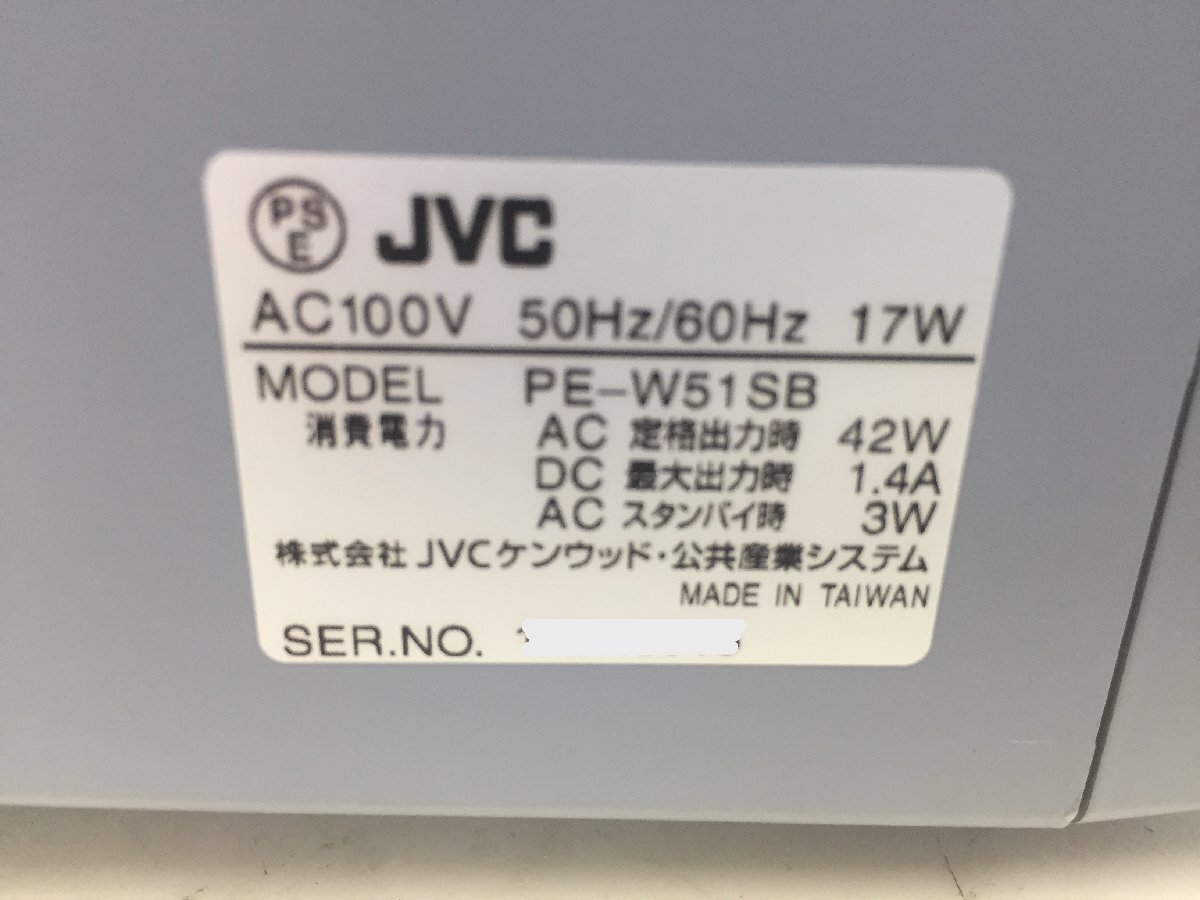 PSE JVC
AC100V 50Hz/60Hz 17W
MODEL PE-W51SB
消費電力 AC 定格出力時 42W
DC 最大出力時 1.4A
AC スタンバイ時 3W
株式会社 JVCケンウッド・公共産業システム
MADE IN TAIWAN
SER.NO.